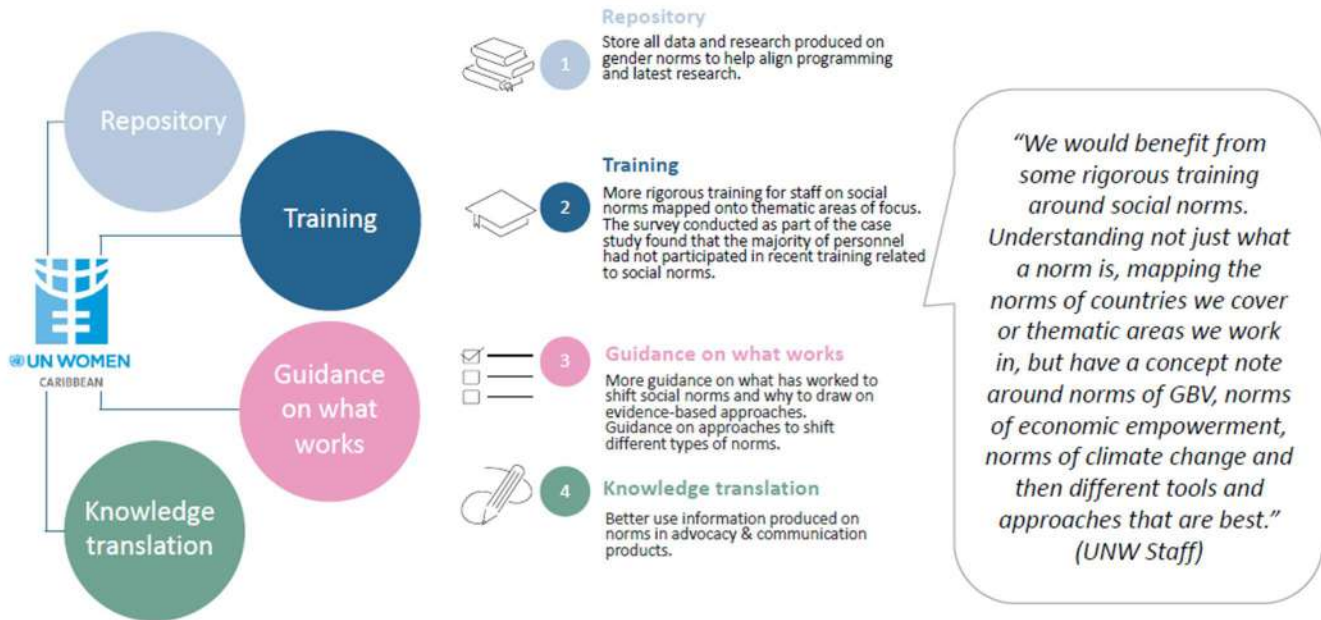 Repository
Training
Guidance
on what
works
Knowledge
translation
UN WOMEN
CARIBBEAN
1
Repository
Store all data and research produced on
gender norms to help align programming
and latest research.
2
Training
More rigorous training for staff on social
norms mapped onto thematic areas of focus.
The survey conducted as part of the case
study found that the majority of personnel
had not participated in recent training related
to social norms.
3
Guidance on what works
More guidance on what has worked to
shift social norms and why to draw on
evidence-based approaches.
Guidance on approaches to shift
different types of norms.
4
Knowledge translation
Better use information produced on
norms in advocacy & communication
products.
“We would benefit from
some rigorous training
around social norms.
Understanding not just what
a norm is, mapping the
norms of countries we cover
or thematic areas we work
in, but have a concept note
around norms of GBV, norms
of economic empowerment,
norms of climate change and
then different tools and
approaches that are best.”
(UNW Staff)